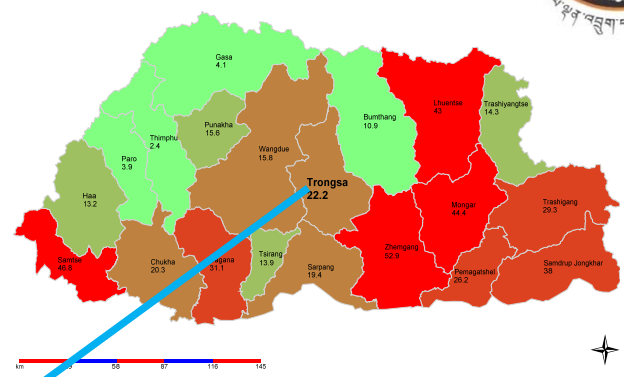 Gasa
4.1
Punakha
15.6
Thimphu
2.4
Paro
3.9
Haa
13.2
Wangdue
15.8
Bumthang
10.9
Lhuentse
43
Trashiyangtse
14.3
Trongsa
22.2
Mongar
44.4
Trashigang
29.3
Samtse
46.8
Chukha
20.3
31.1
Tsirang
13.9
Sarpang
19.4
Zhemgang
52.9
Pemagatshel
26.2
Samdrup Jongkhar
38
km
58
87
116
145